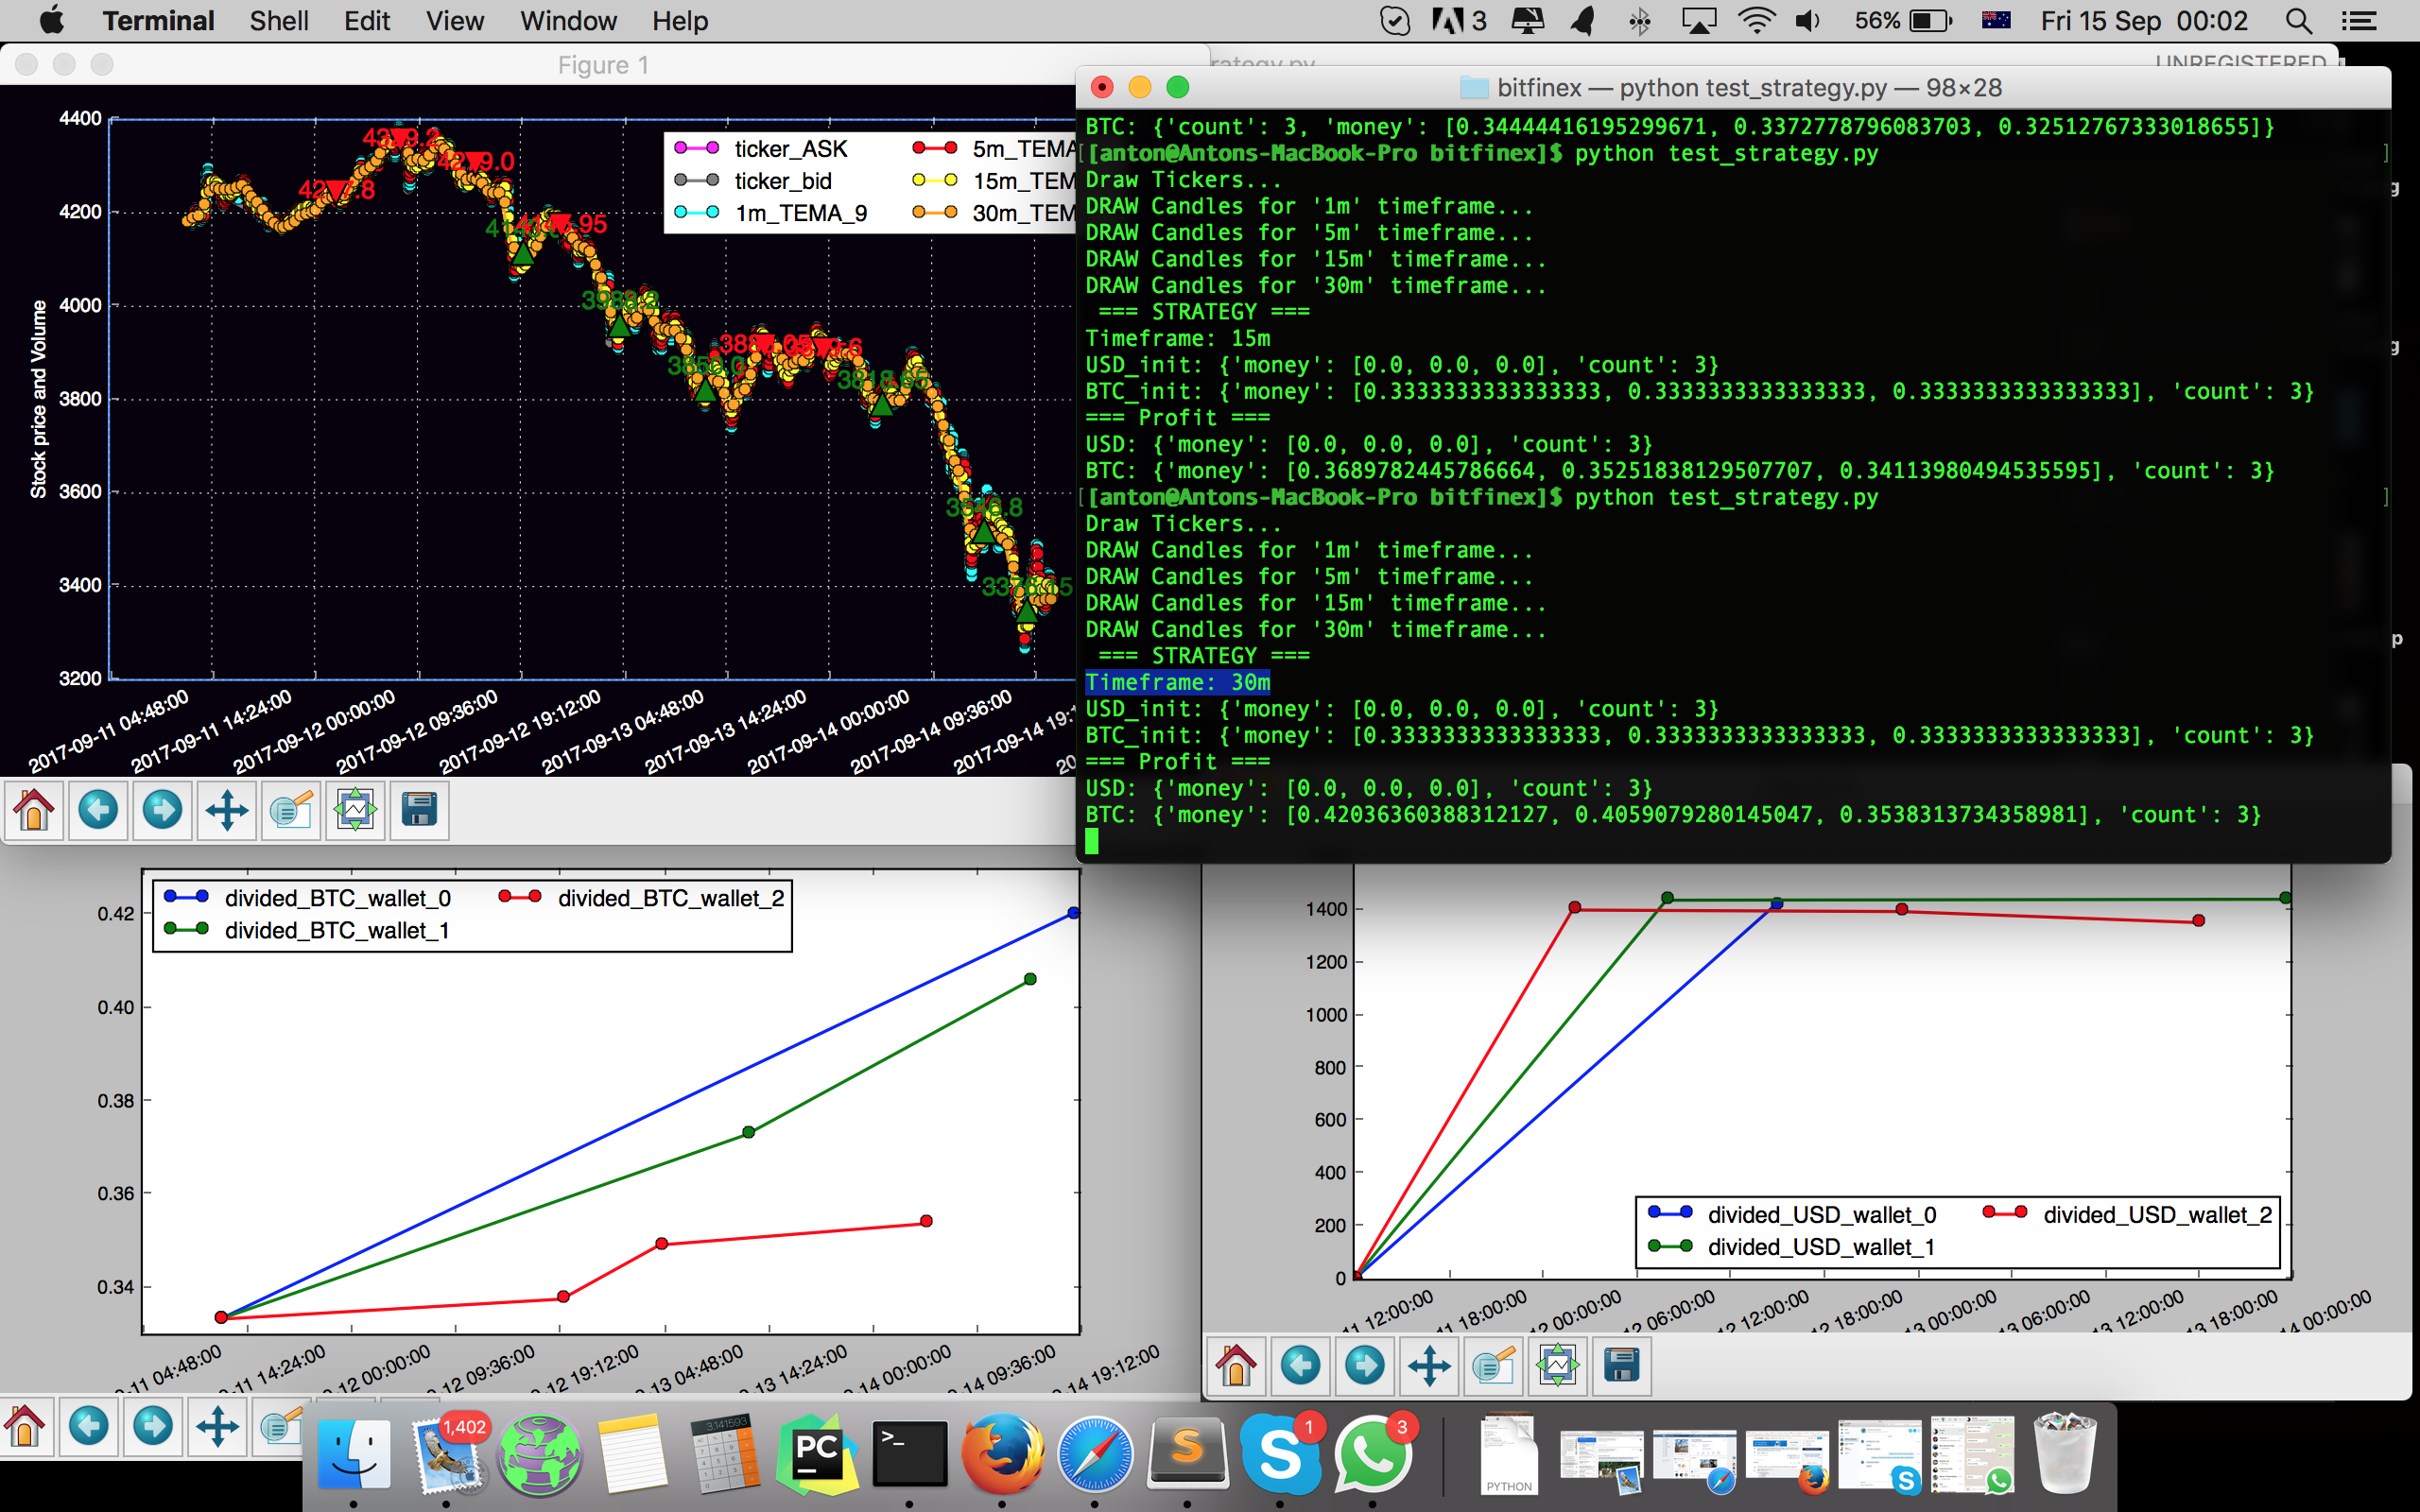 Terminal Shell Edit View Window Help 3 56% Fri 15 Sep 00:02
Figure 1
UNREGISTERED
bitfinex — python test_strategy.py — 98×28
4400
4200
4000
3800
3600
3400
3200
Stock price and Volume
ticker_ASK
ticker_bid
1m_TEMA_9
5m_TEMA
15m_TEM
30m_TEM
2017-09-11 04:48:00
2017-09-11 14:24:00
2017-09-12 00:00:00
2017-09-12 09:36:00
2017-09-12 19:12:00
2017-09-13 04:48:00
2017-09-13 14:24:00
2017-09-14 00:00:00
2017-09-14 09:36:00
2017-09-14 19:1
BTC: {'count': 3, 'money': [0.34444416195299671, 0.3372778796083703, 0.32512767333018655]}
[[anton@Antons-MacBook-Pro bitfinex]$ python test_strategy.py ]
Draw Tickers...
DRAW Candles for '1m' timeframe...
DRAW Candles for '5m' timeframe...
DRAW Candles for '15m' timeframe...
DRAW Candles for '30m' timeframe...
=== STRATEGY ===
Timeframe: 15m
USD_init: {'money': [0.0, 0.0, 0.0], 'count': 3}
BTC_init: {'money': [0.3333333333333333, 0.3333333333333333, 0.3333333333333333], 'count': 3}
=== Profit ===
USD: {'money': [0.0, 0.0, 0.0], 'count': 3}
BTC: {'money': [0.3689782445786664, 0.35251838129507707, 0.34113980494535595], 'count': 3}
[[anton@Antons-MacBook-Pro bitfinex]$ python test_strategy.py ]
Draw Tickers...
DRAW Candles for '1m' timeframe...
DRAW Candles for '5m' timeframe...
DRAW Candles for '15m' timeframe...
DRAW Candles for '30m' timeframe...
=== STRATEGY ===
Timeframe: 30m
USD_init: {'money': [0.0, 0.0, 0.0], 'count': 3}
BTC_init: {'money': [0.3333333333333333, 0.3333333333333333, 0.3333333333333333], 'count': 3}
=== Profit ===
USD: {'money': [0.0, 0.0, 0.0], 'count': 3}
BTC: {'money': [0.42036360388312127, 0.4059079280145047, 0.3538313734358981], 'count': 3}
divided_BTC_wallet_0
divided_BTC_wallet_1
divided_BTC_wallet_2
0.42
0.40
0.38
0.36
0.34
-11 04:48:00
-11 14:24:00
-12 00:00:00
-12 09:36:00
-12 19:12:00
-13 04:48:00
-13 14:24:00
-14 00:00:00
-14 09:36:00
-14 19:12:00
1400
1200
1000
800
600
400
200
0
divided_USD_wallet_0
divided_USD_wallet_1
divided_USD_wallet_2
11 12:00:00
11 18:00:00
12 00:00:00
12 06:00:00
12 12:00:00
12 18:00:00
13 00:00:00
13 06:00:00
13 12:00:00
13 18:00:00
14 00:00:00
1,402
3.141593
PC
>_
S
S
1
3
PYTHON